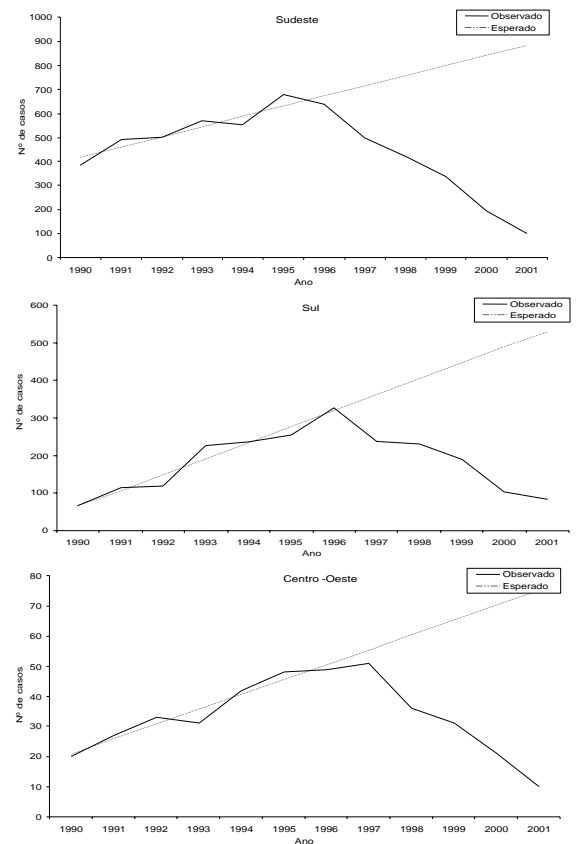 Sudeste
Observado
Esperado
Nº de casos
1000
900
800
700
600
500
400
300
200
100
0
1990 1991 1992 1993 1994 1995 1996 1997 1998 1999 2000 2001
Ano
Sul
Observado
Esperado
Nº de casos
600
500
400
300
200
100
0
1990 1991 1992 1993 1994 1995 1996 1997 1998 1999 2000 2001
Ano
Centro -Oeste
Observado
Esperado
Nº de casos
80
70
60
50
40
30
20
10
0
1990 1991 1992 1993 1994 1995 1996 1997 1998 1999 2000 2001
Ano